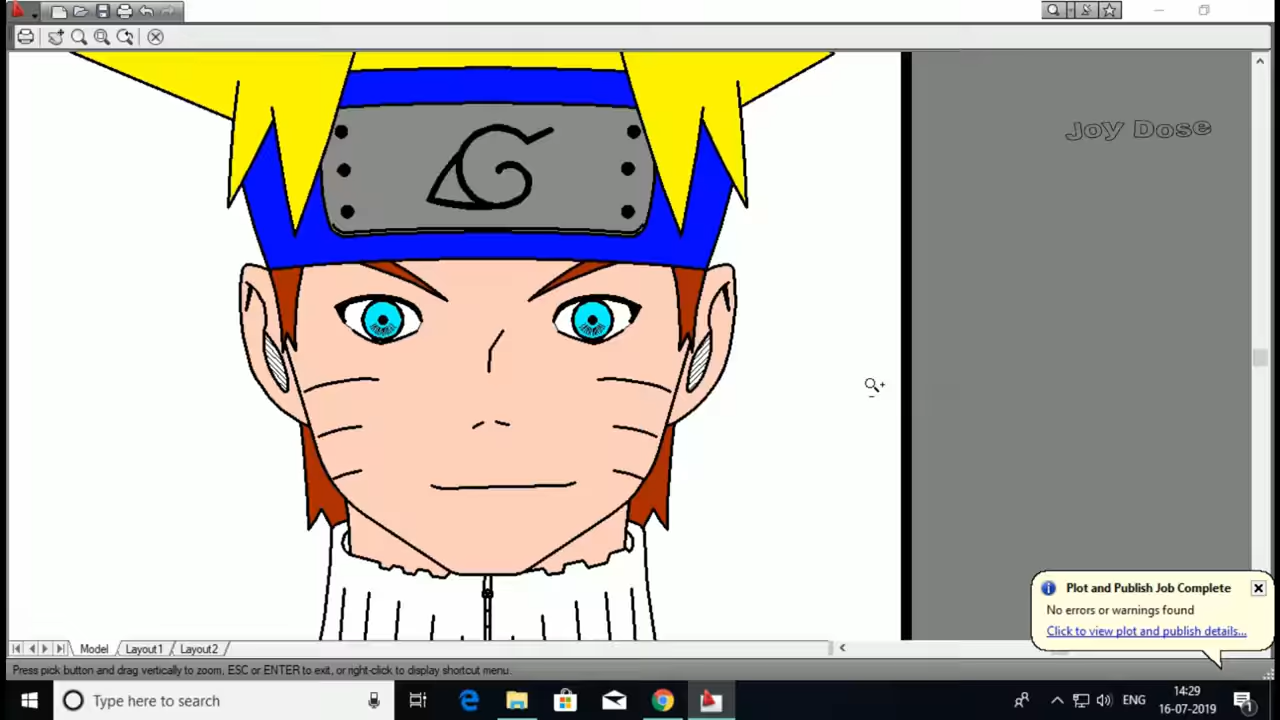 Joy Dose
Plot and Publish Job Complete
No errors or warnings found
Click to view plot and publish details...
Model Layout1 Layout2
Press pick button and drag vertically to zoom, ESC or ENTER to exit, or right-click to display shortcut menu.
Type here to search
ENG
14:29
16-07-2019
1